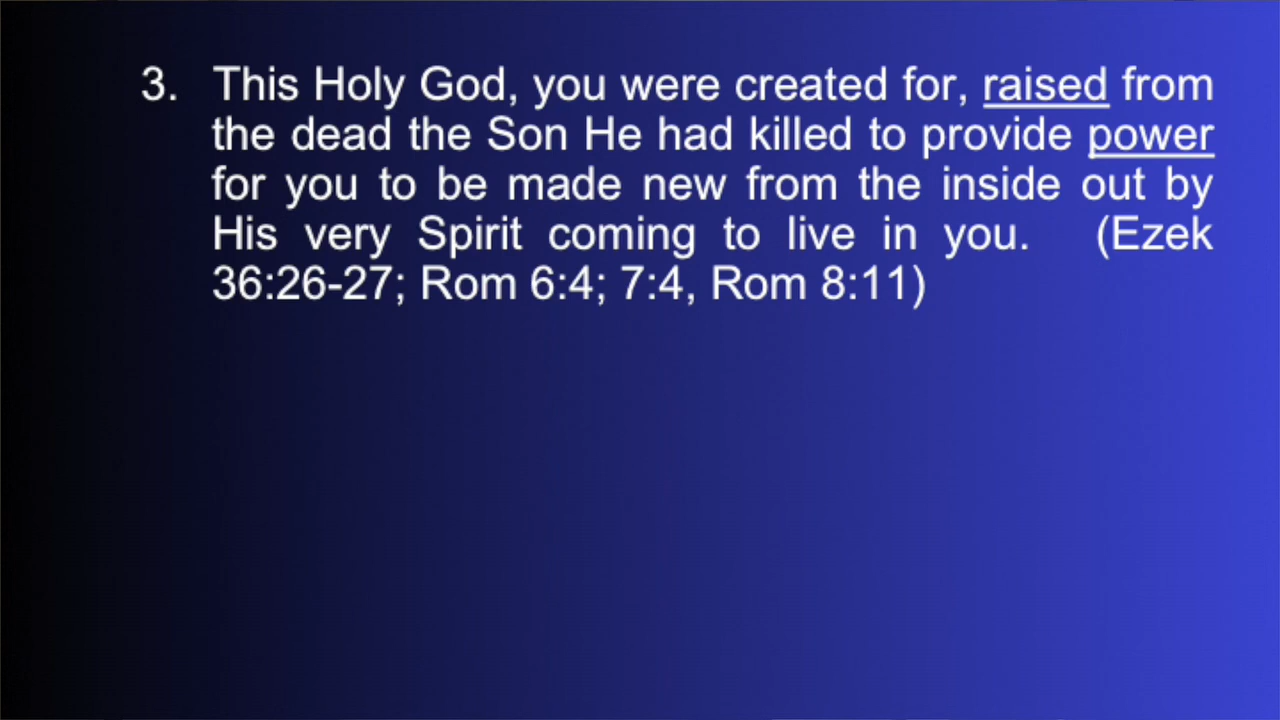 3. This Holy God, you were created for, raised from
the dead the Son He had killed to provide power
for you to be made new from the inside out by
His very Spirit coming to live in you. (Ezek
36:26-27; Rom 6:4; 7:4, Rom 8:11)